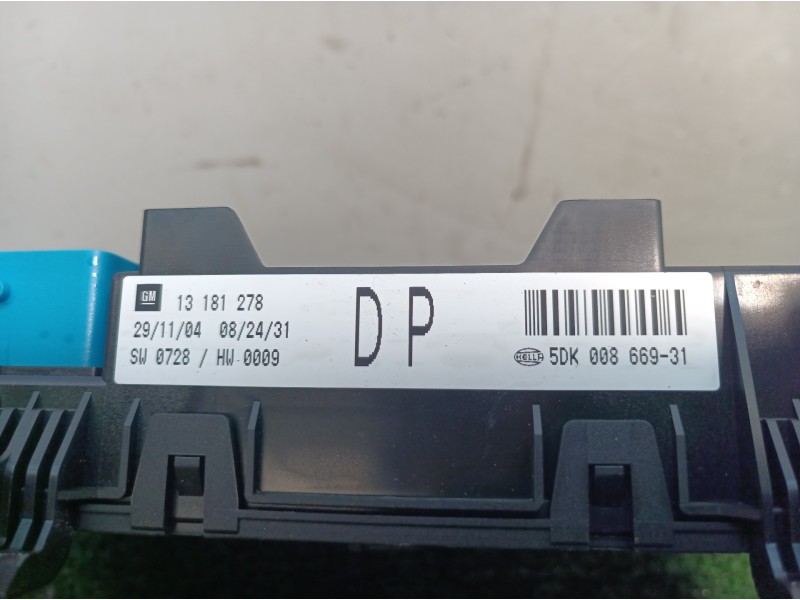 GM 13 181 278
29/11/04 08/24/31
SW 0728 / HW 0009
DP
HELLA 5DK 008 669-31